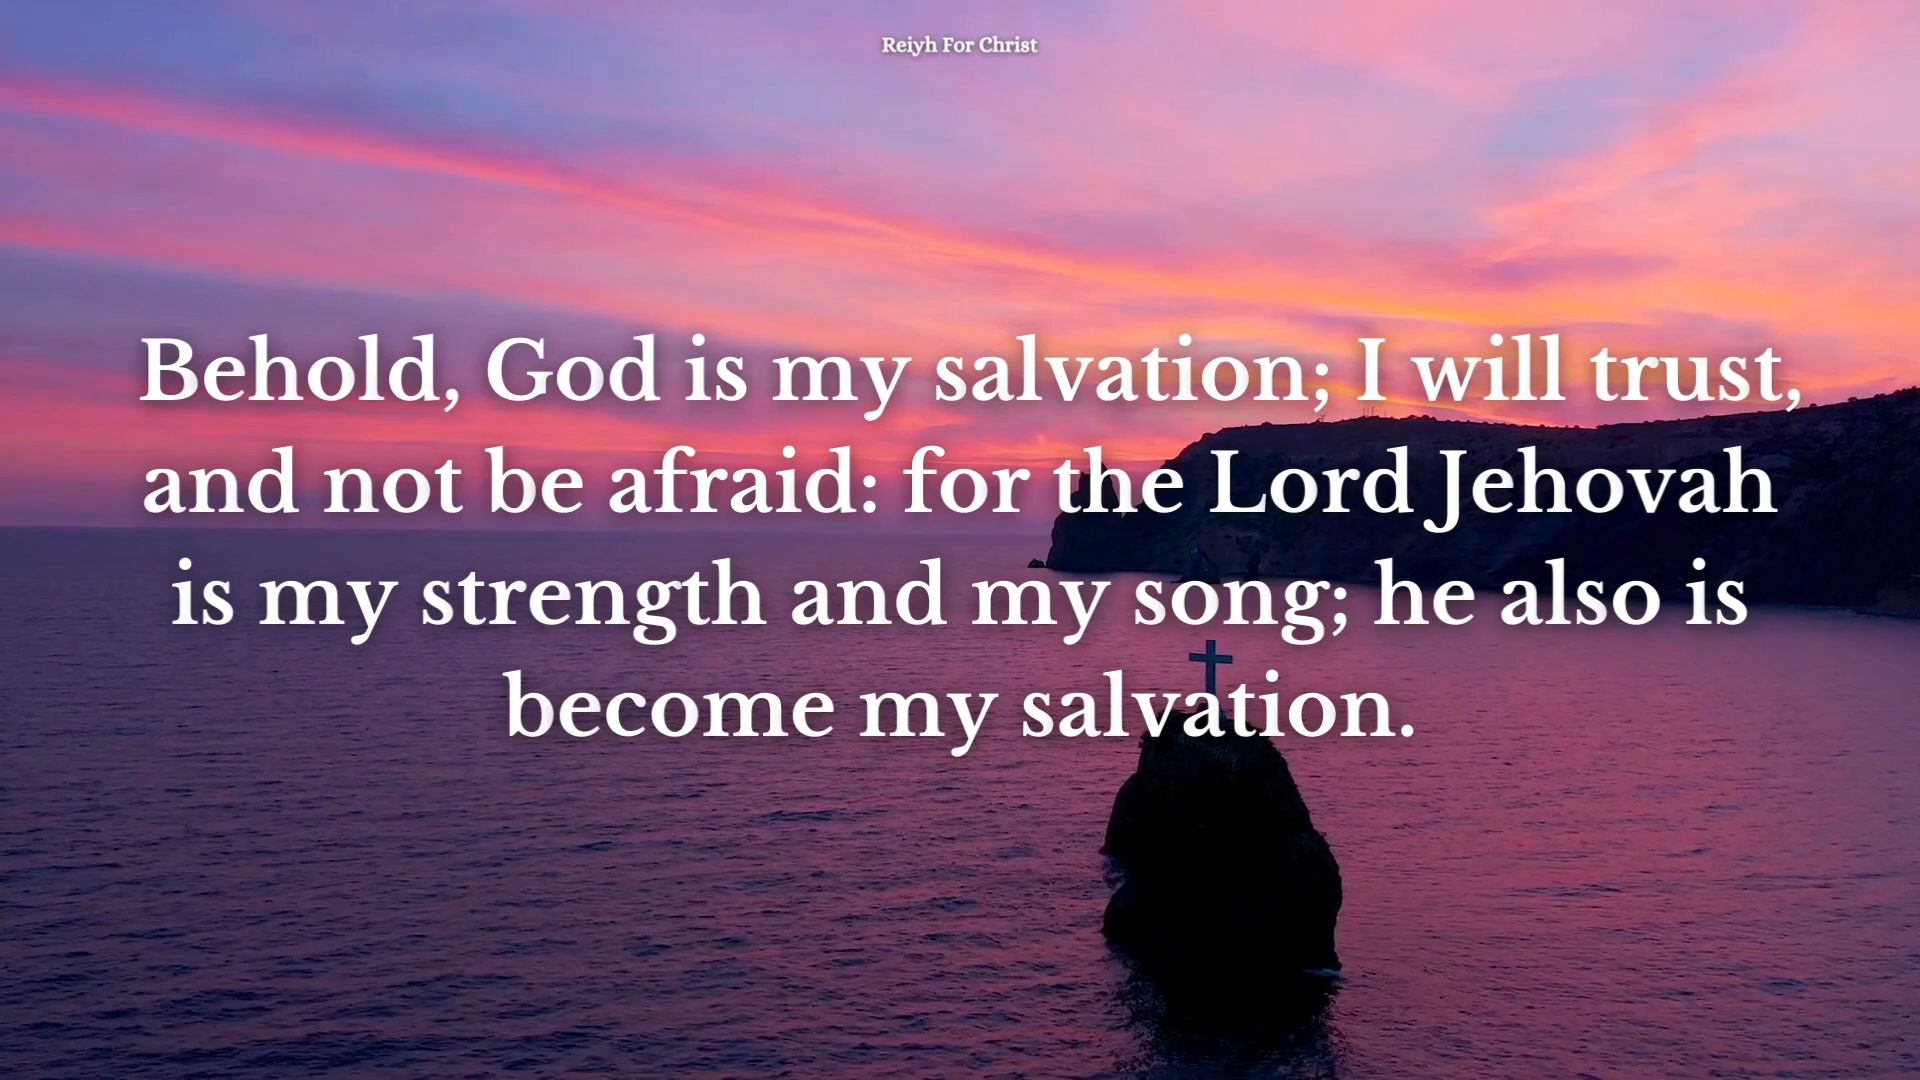 Reiyh For Christ
Behold, God is my salvation; I will trust,
and not be afraid: for the Lord Jehovah
is my strength and my song; he also is
become my salvation.